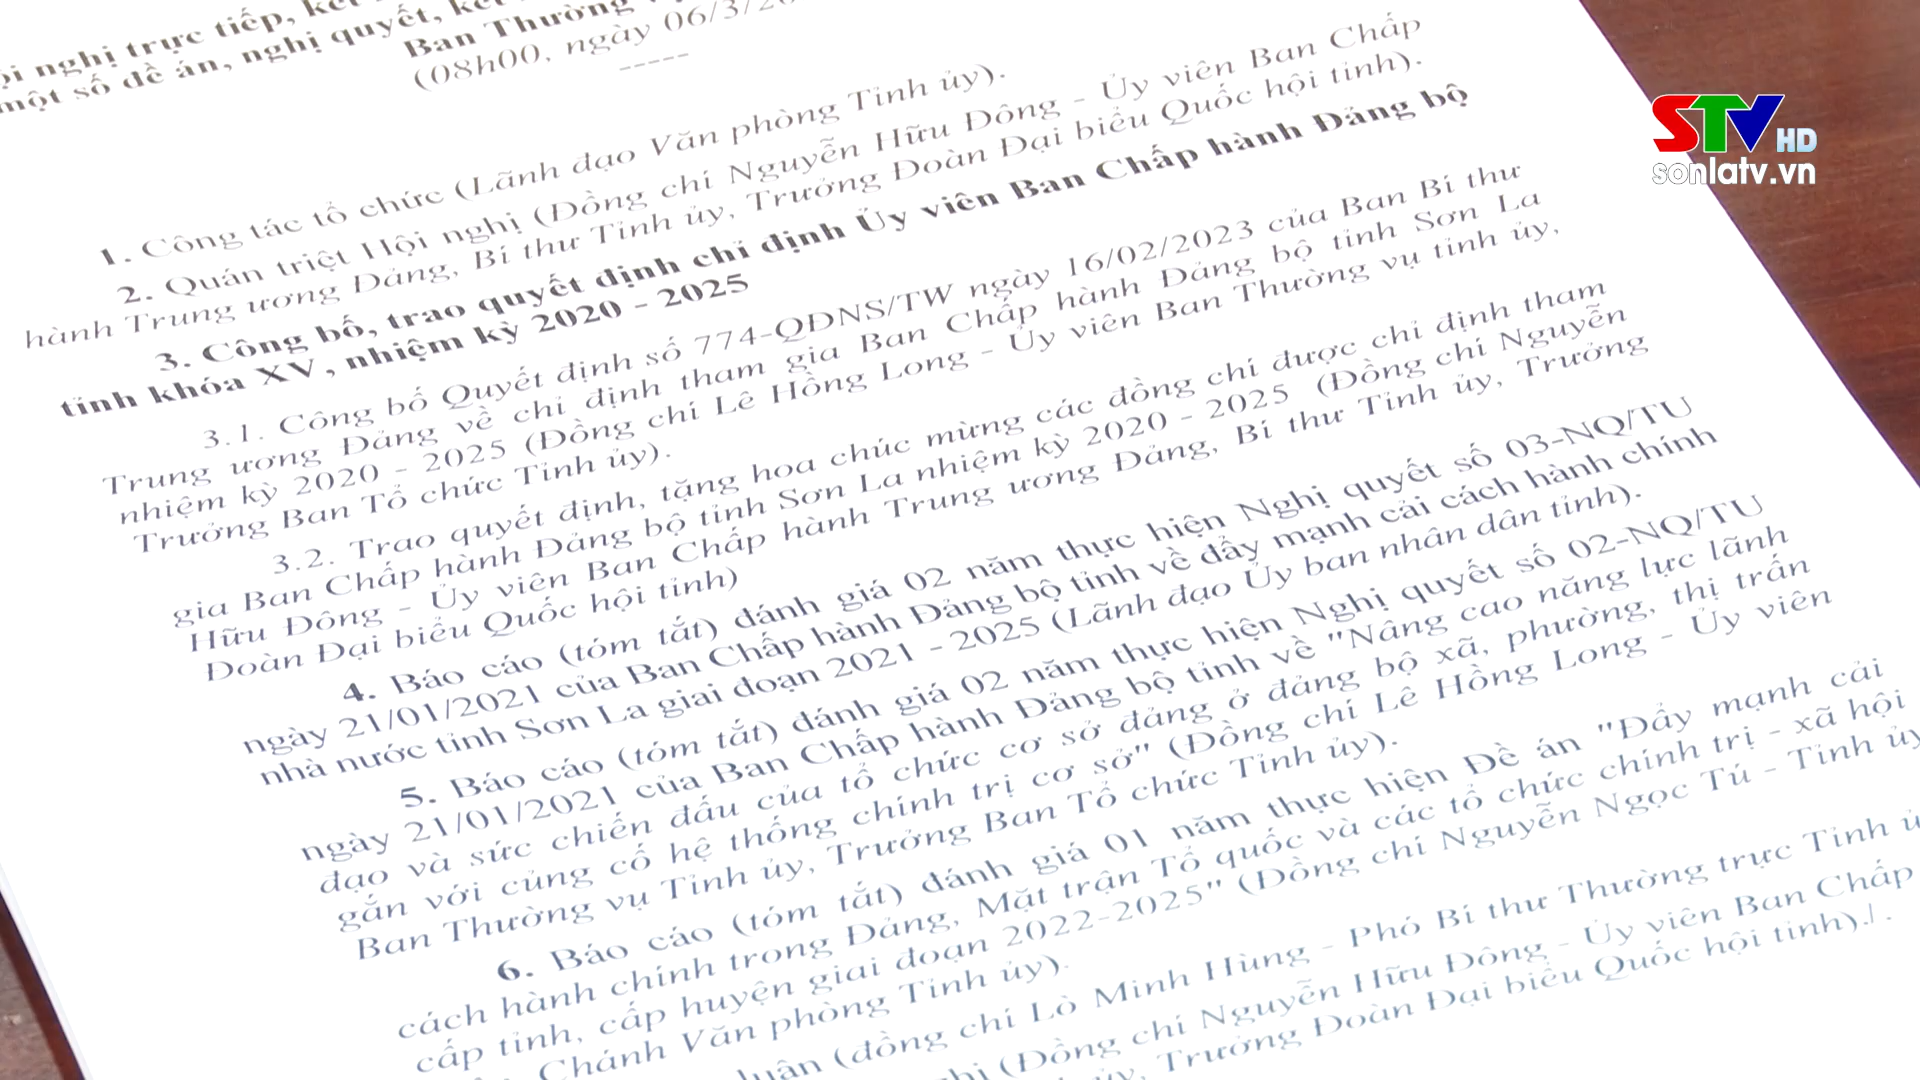 nghị trực tiếp,
một số đề án, nghị quyết,
Ban Thường
(08h00, ngày 06/3/
-----
1. Công tác tổ chức (Lãnh đạo Văn phòng Tỉnh ủy).
2. Quán triệt Hội nghị (Đồng chí Nguyễn Hữu Đông - Ủy viên Ban Chấp
hành Trung ương Đảng, Bí thư Tỉnh ủy, Trưởng Đoàn Đại biểu Quốc hội tỉnh).
3. Công bố, trao quyết định chỉ định Ủy viên Ban Chấp hành Đảng bộ
tỉnh khóa XV, nhiệm kỳ 2020 - 2025
3.1. Công bố Quyết định số 774-QĐNS/TW ngày 16/02/2023 của Ban Bí thư
Trung ương Đảng về chỉ định tham gia Ban Chấp hành Đảng bộ tỉnh Sơn La
nhiệm kỳ 2020 - 2025 (Đồng chí Lê Hồng Long - Ủy viên Ban Thường vụ tỉnh ủy,
Trưởng Ban Tổ chức Tỉnh ủy).
3.2. Trao quyết định, tặng hoa chúc mừng các đồng chí được chỉ định tham
gia Ban Chấp hành Đảng bộ tỉnh Sơn La nhiệm kỳ 2020 - 2025 (Đồng chí Nguyễn
Hữu Đông - Ủy viên Ban Chấp hành Trung ương Đảng, Bí thư Tỉnh ủy, Trưởng
Đoàn Đại biểu Quốc hội tỉnh)
4. Báo cáo (tóm tắt) đánh giá 02 năm thực hiện Nghị quyết số 03-NQ/TU
ngày 21/01/2021 của Ban Chấp hành Đảng bộ tỉnh về đẩy mạnh cải cách hành chính
nhà nước tỉnh Sơn La giai đoạn 2021 - 2025 (Lãnh đạo Ủy ban nhân dân tỉnh).
5. Báo cáo (tóm tắt) đánh giá 02 năm thực hiện Nghị quyết số 02-NQ/TU
ngày 21/01/2021 của Ban Chấp hành Đảng bộ tỉnh về "Nâng cao năng lực lãnh
đạo và sức chiến đấu của tổ chức cơ sở đảng ở đảng bộ xã, phường, thị trấn
gắn với củng cố hệ thống chính trị cơ sở" (Đồng chí Lê Hồng Long - Ủy viên
Ban Thường vụ Tỉnh ủy, Trưởng Ban Tổ chức Tỉnh ủy).
6. Báo cáo (tóm tắt) đánh giá 01 năm thực hiện Đề án "Đẩy mạnh cải
cách hành chính trong Đảng, Mặt trận Tổ quốc và các tổ chức chính trị - xã hội
cấp tỉnh, cấp huyện giai đoạn 2022-2025" (Đồng chí Nguyễn Ngọc Tú - Tỉnh ủy
Chánh Văn phòng Tỉnh ủy).
luận (đồng chí Lò Minh Hùng - Phó Bí thư Thường trực Tỉnh
(Đồng chí Nguyễn Hữu Đông - Ủy viên Ban Chấp
ủy, Trưởng Đoàn Đại biểu Quốc hội tỉnh)./.
STV HD
sonlatv.vn